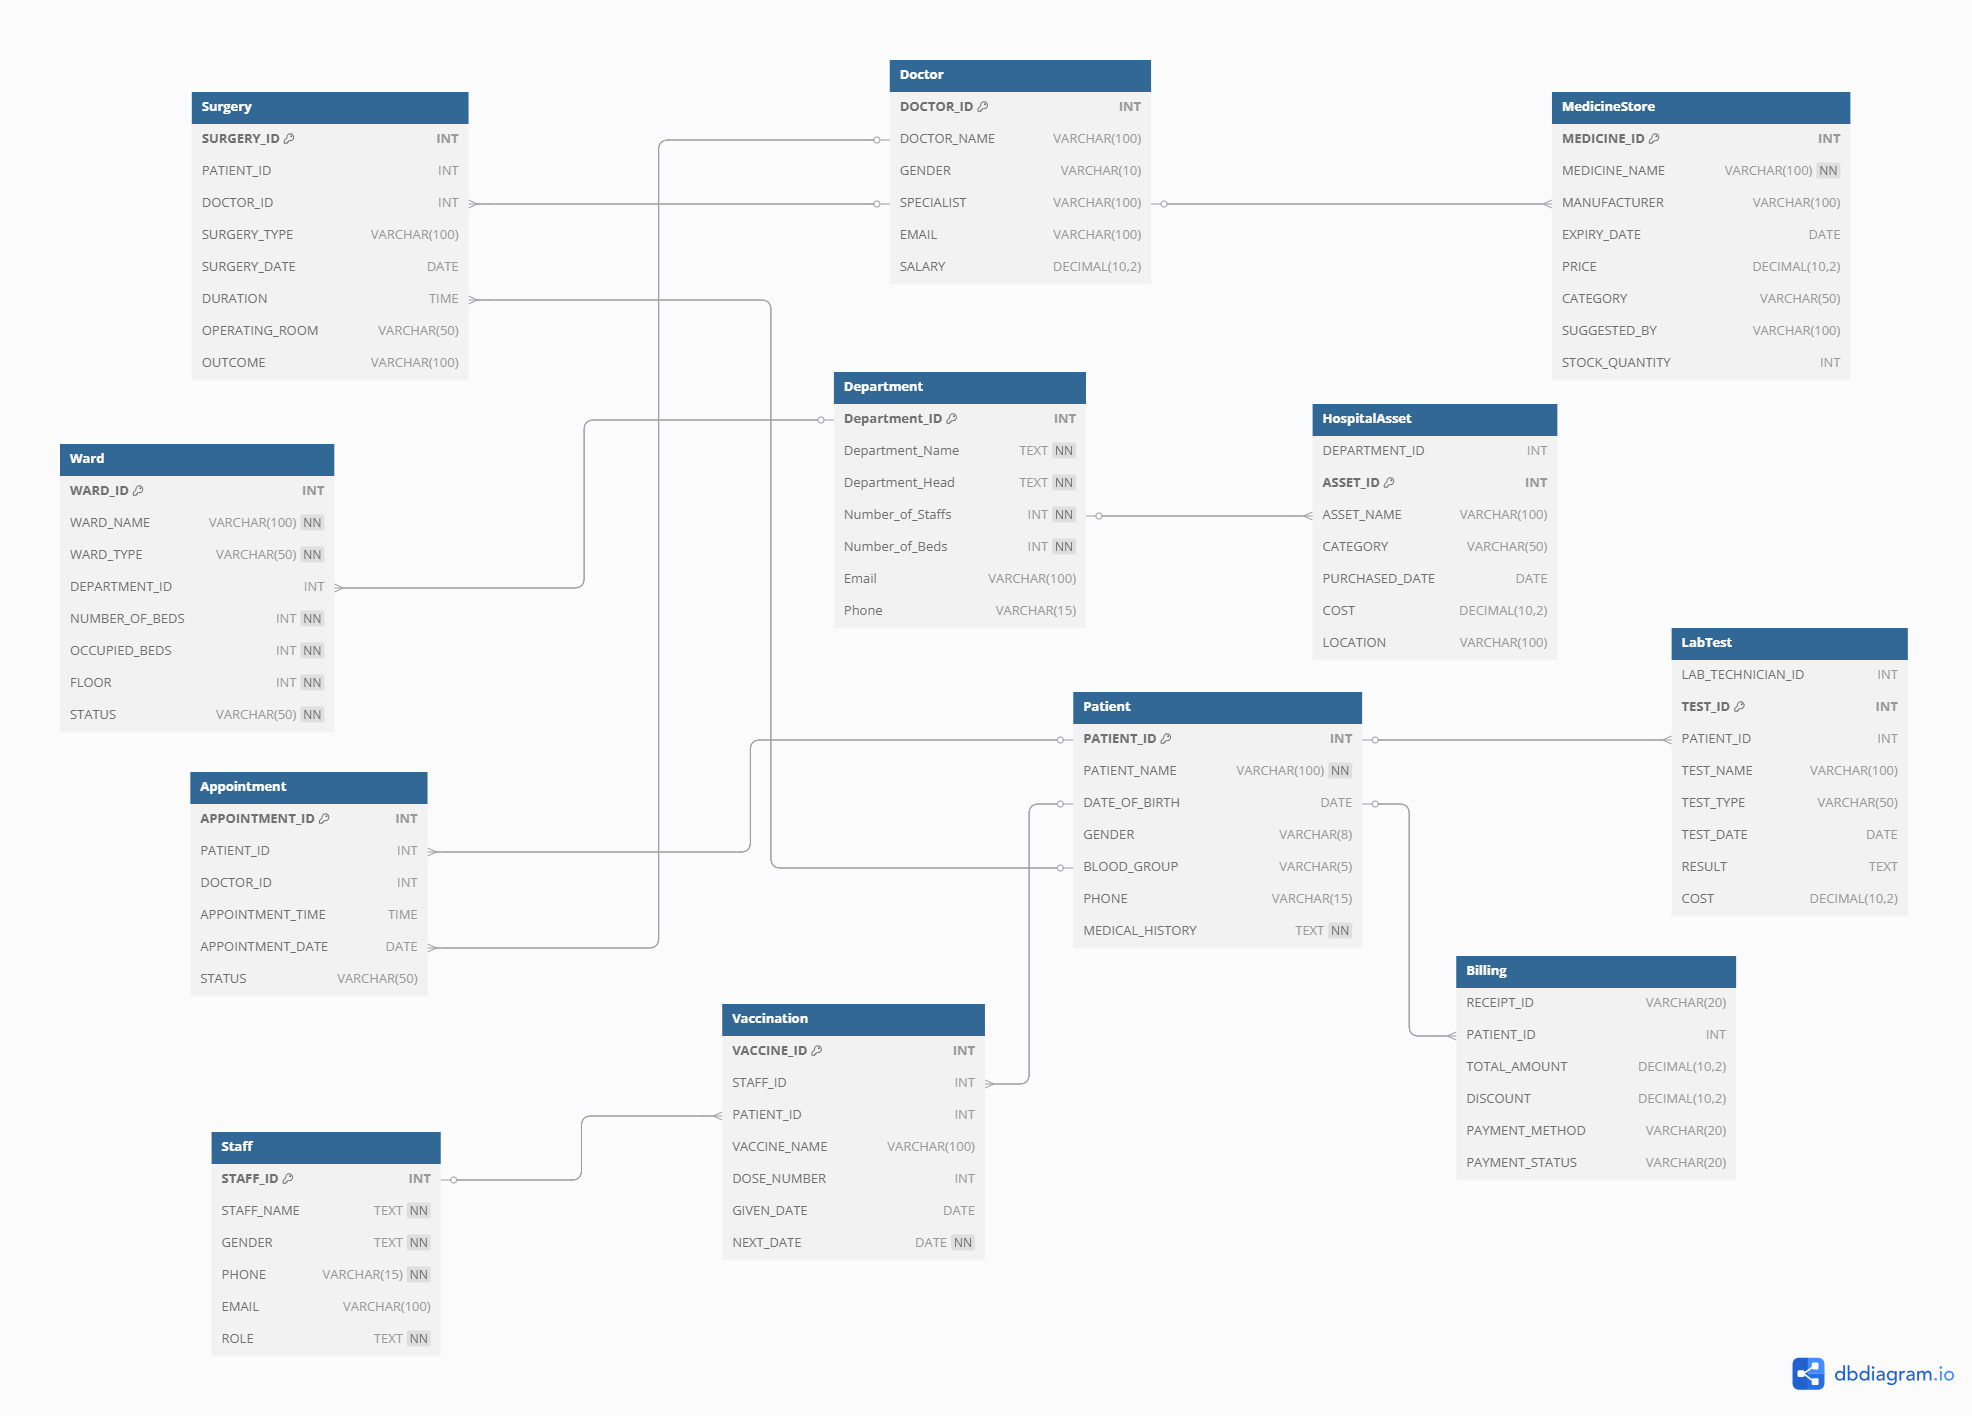 Doctor
DOCTOR_ID INT
DOCTOR_NAME VARCHAR(100)
GENDER VARCHAR(10)
SPECIALIST VARCHAR(100)
EMAIL VARCHAR(100)
SALARY DECIMAL(10,2)
Surgery
SURGERY_ID INT
PATIENT_ID INT
DOCTOR_ID INT
SURGERY_TYPE VARCHAR(100)
SURGERY_DATE DATE
DURATION TIME
OPERATING_ROOM VARCHAR(50)
OUTCOME VARCHAR(100)
MedicineStore
MEDICINE_ID INT
MEDICINE_NAME VARCHAR(100) NN
MANUFACTURER VARCHAR(100)
EXPIRY_DATE DATE
PRICE DECIMAL(10,2)
CATEGORY VARCHAR(50)
SUGGESTED_BY VARCHAR(100)
STOCK_QUANTITY INT
Department
Department_ID INT
Department_Name TEXT NN
Department_Head TEXT NN
Number_of_Staffs INT NN
Number_of_Beds INT NN
Email VARCHAR(100)
Phone VARCHAR(15)
HospitalAsset
DEPARTMENT_ID INT
ASSET_ID INT
ASSET_NAME VARCHAR(100)
CATEGORY VARCHAR(50)
PURCHASED_DATE DATE
COST DECIMAL(10,2)
LOCATION VARCHAR(100)
Ward
WARD_ID INT
WARD_NAME VARCHAR(100) NN
WARD_TYPE VARCHAR(50) NN
DEPARTMENT_ID INT
NUMBER_OF_BEDS INT NN
OCCUPIED_BEDS INT NN
FLOOR INT NN
STATUS VARCHAR(50) NN
LabTest
LAB_TECHNICIAN_ID INT
TEST_ID INT
PATIENT_ID INT
TEST_NAME VARCHAR(100)
TEST_TYPE VARCHAR(50)
TEST_DATE DATE
RESULT TEXT
COST DECIMAL(10,2)
Patient
PATIENT_ID INT
PATIENT_NAME VARCHAR(100) NN
DATE_OF_BIRTH DATE
GENDER VARCHAR(8)
BLOOD_GROUP VARCHAR(5)
PHONE VARCHAR(15)
MEDICAL_HISTORY TEXT NN
Appointment
APPOINTMENT_ID INT
PATIENT_ID INT
DOCTOR_ID INT
APPOINTMENT_TIME TIME
APPOINTMENT_DATE DATE
STATUS VARCHAR(50)
Billing
RECEIPT_ID VARCHAR(20)
PATIENT_ID INT
TOTAL_AMOUNT DECIMAL(10,2)
DISCOUNT DECIMAL(10,2)
PAYMENT_METHOD VARCHAR(20)
PAYMENT_STATUS VARCHAR(20)
Vaccination
VACCINE_ID INT
STAFF_ID INT
PATIENT_ID INT
VACCINE_NAME VARCHAR(100)
DOSE_NUMBER INT
GIVEN_DATE DATE
NEXT_DATE DATE NN
Staff
STAFF_ID INT
STAFF_NAME TEXT NN
GENDER TEXT NN
PHONE VARCHAR(15) NN
EMAIL VARCHAR(100)
ROLE TEXT NN
dbdiagram.io